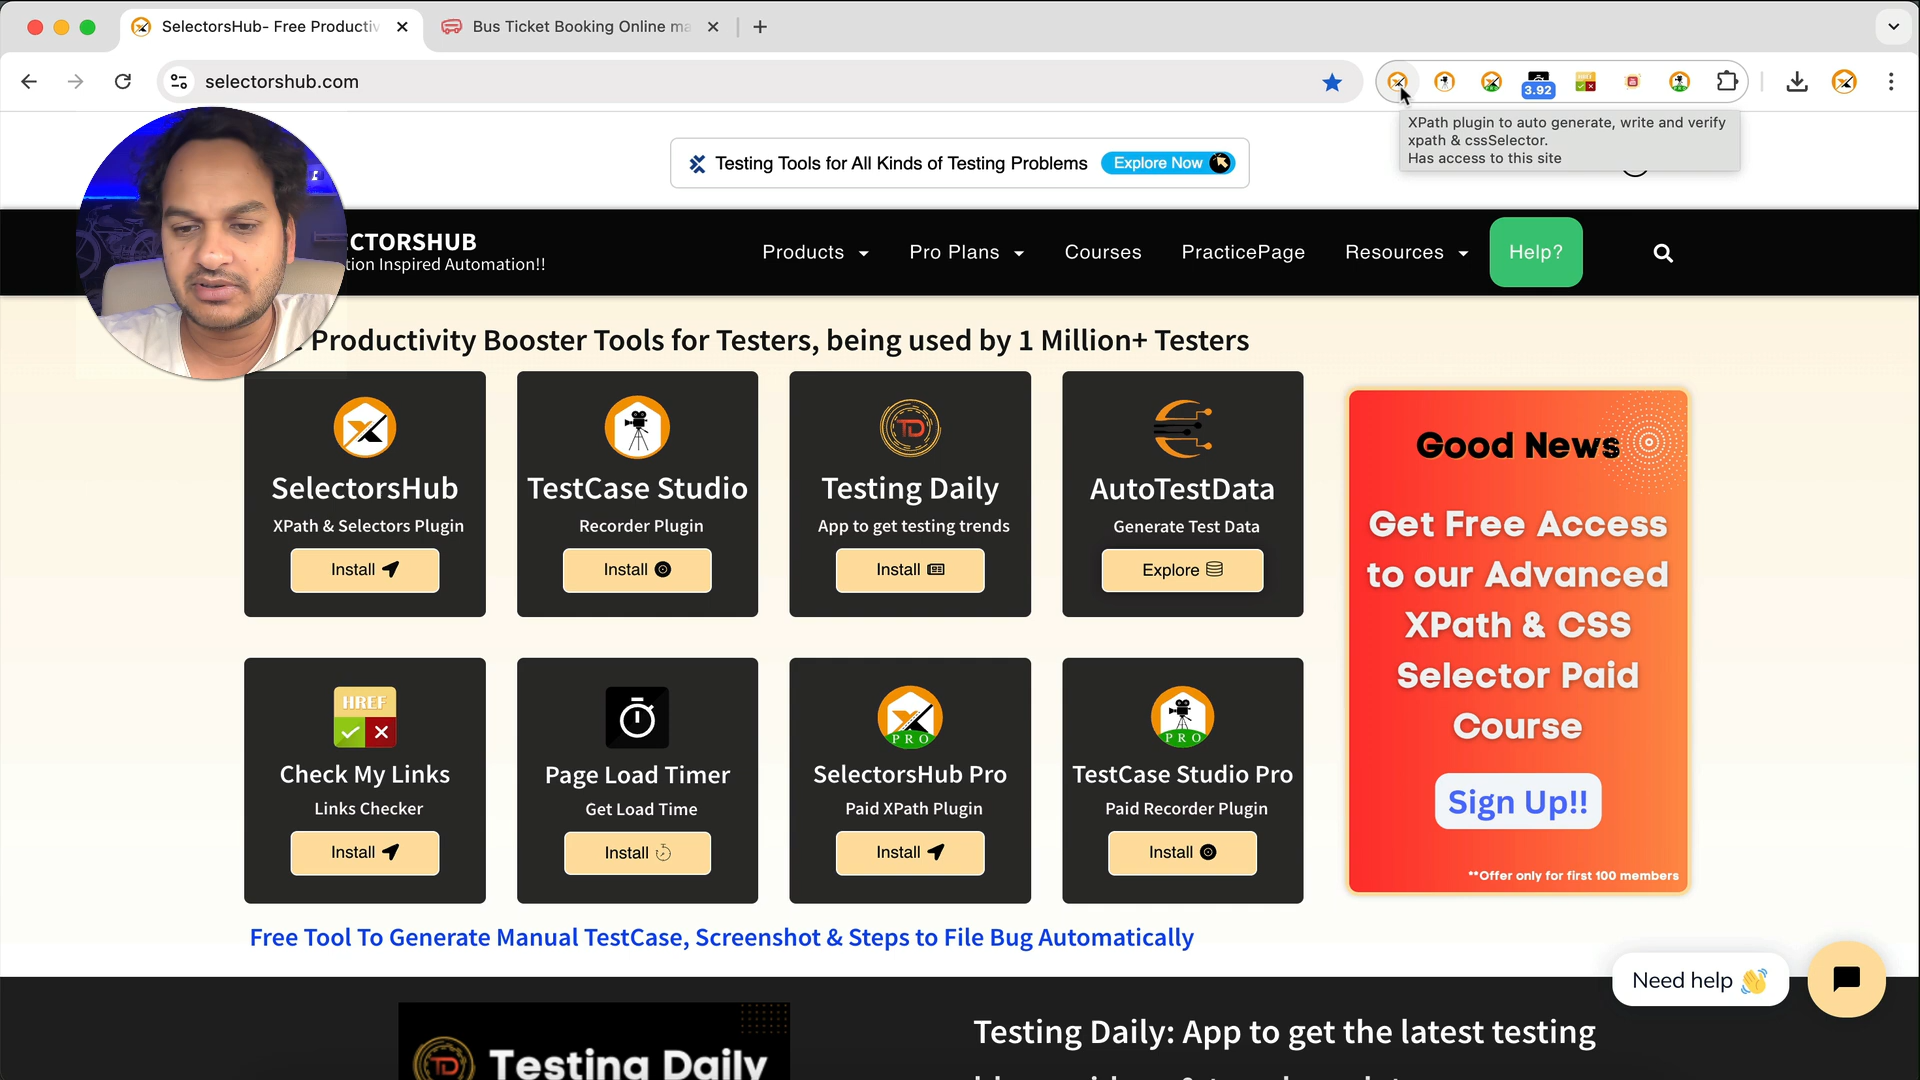 SelectorsHub- Free Productiv
Bus Ticket Booking Online ma
selectorshub.com
3.92
XPath plugin to auto generate, write and verify
xpath & cssSelector.
Has access to this site
Testing Tools for All Kinds of Testing Problems
Explore Now
ECTORSHUB
tion Inspired Automation!!
Products
Pro Plans
Courses
PracticePage
Resources
Help?
Productivity Booster Tools for Testers, being used by 1 Million+ Testers
SelectorsHub
XPath & Selectors Plugin
Install
TestCase Studio
Recorder Plugin
Install
TD
Testing Daily
App to get testing trends
Install
AutoTestData
Generate Test Data
Explore
HREF
Check My Links
Links Checker
Install
Page Load Timer
Get Load Time
Install
PRO
SelectorsHub Pro
Paid XPath Plugin
Install
PRO
TestCase Studio Pro
Paid Recorder Plugin
Install
Good News
Get Free Access
to our Advanced
XPath & CSS
Selector Paid
Course
Sign Up!!
**Offer only for first 100 members
Free Tool To Generate Manual TestCase, Screenshot & Steps to File Bug Automatically
Need help 👋
TD
Testing Daily
Testing Daily: App to get the latest testing